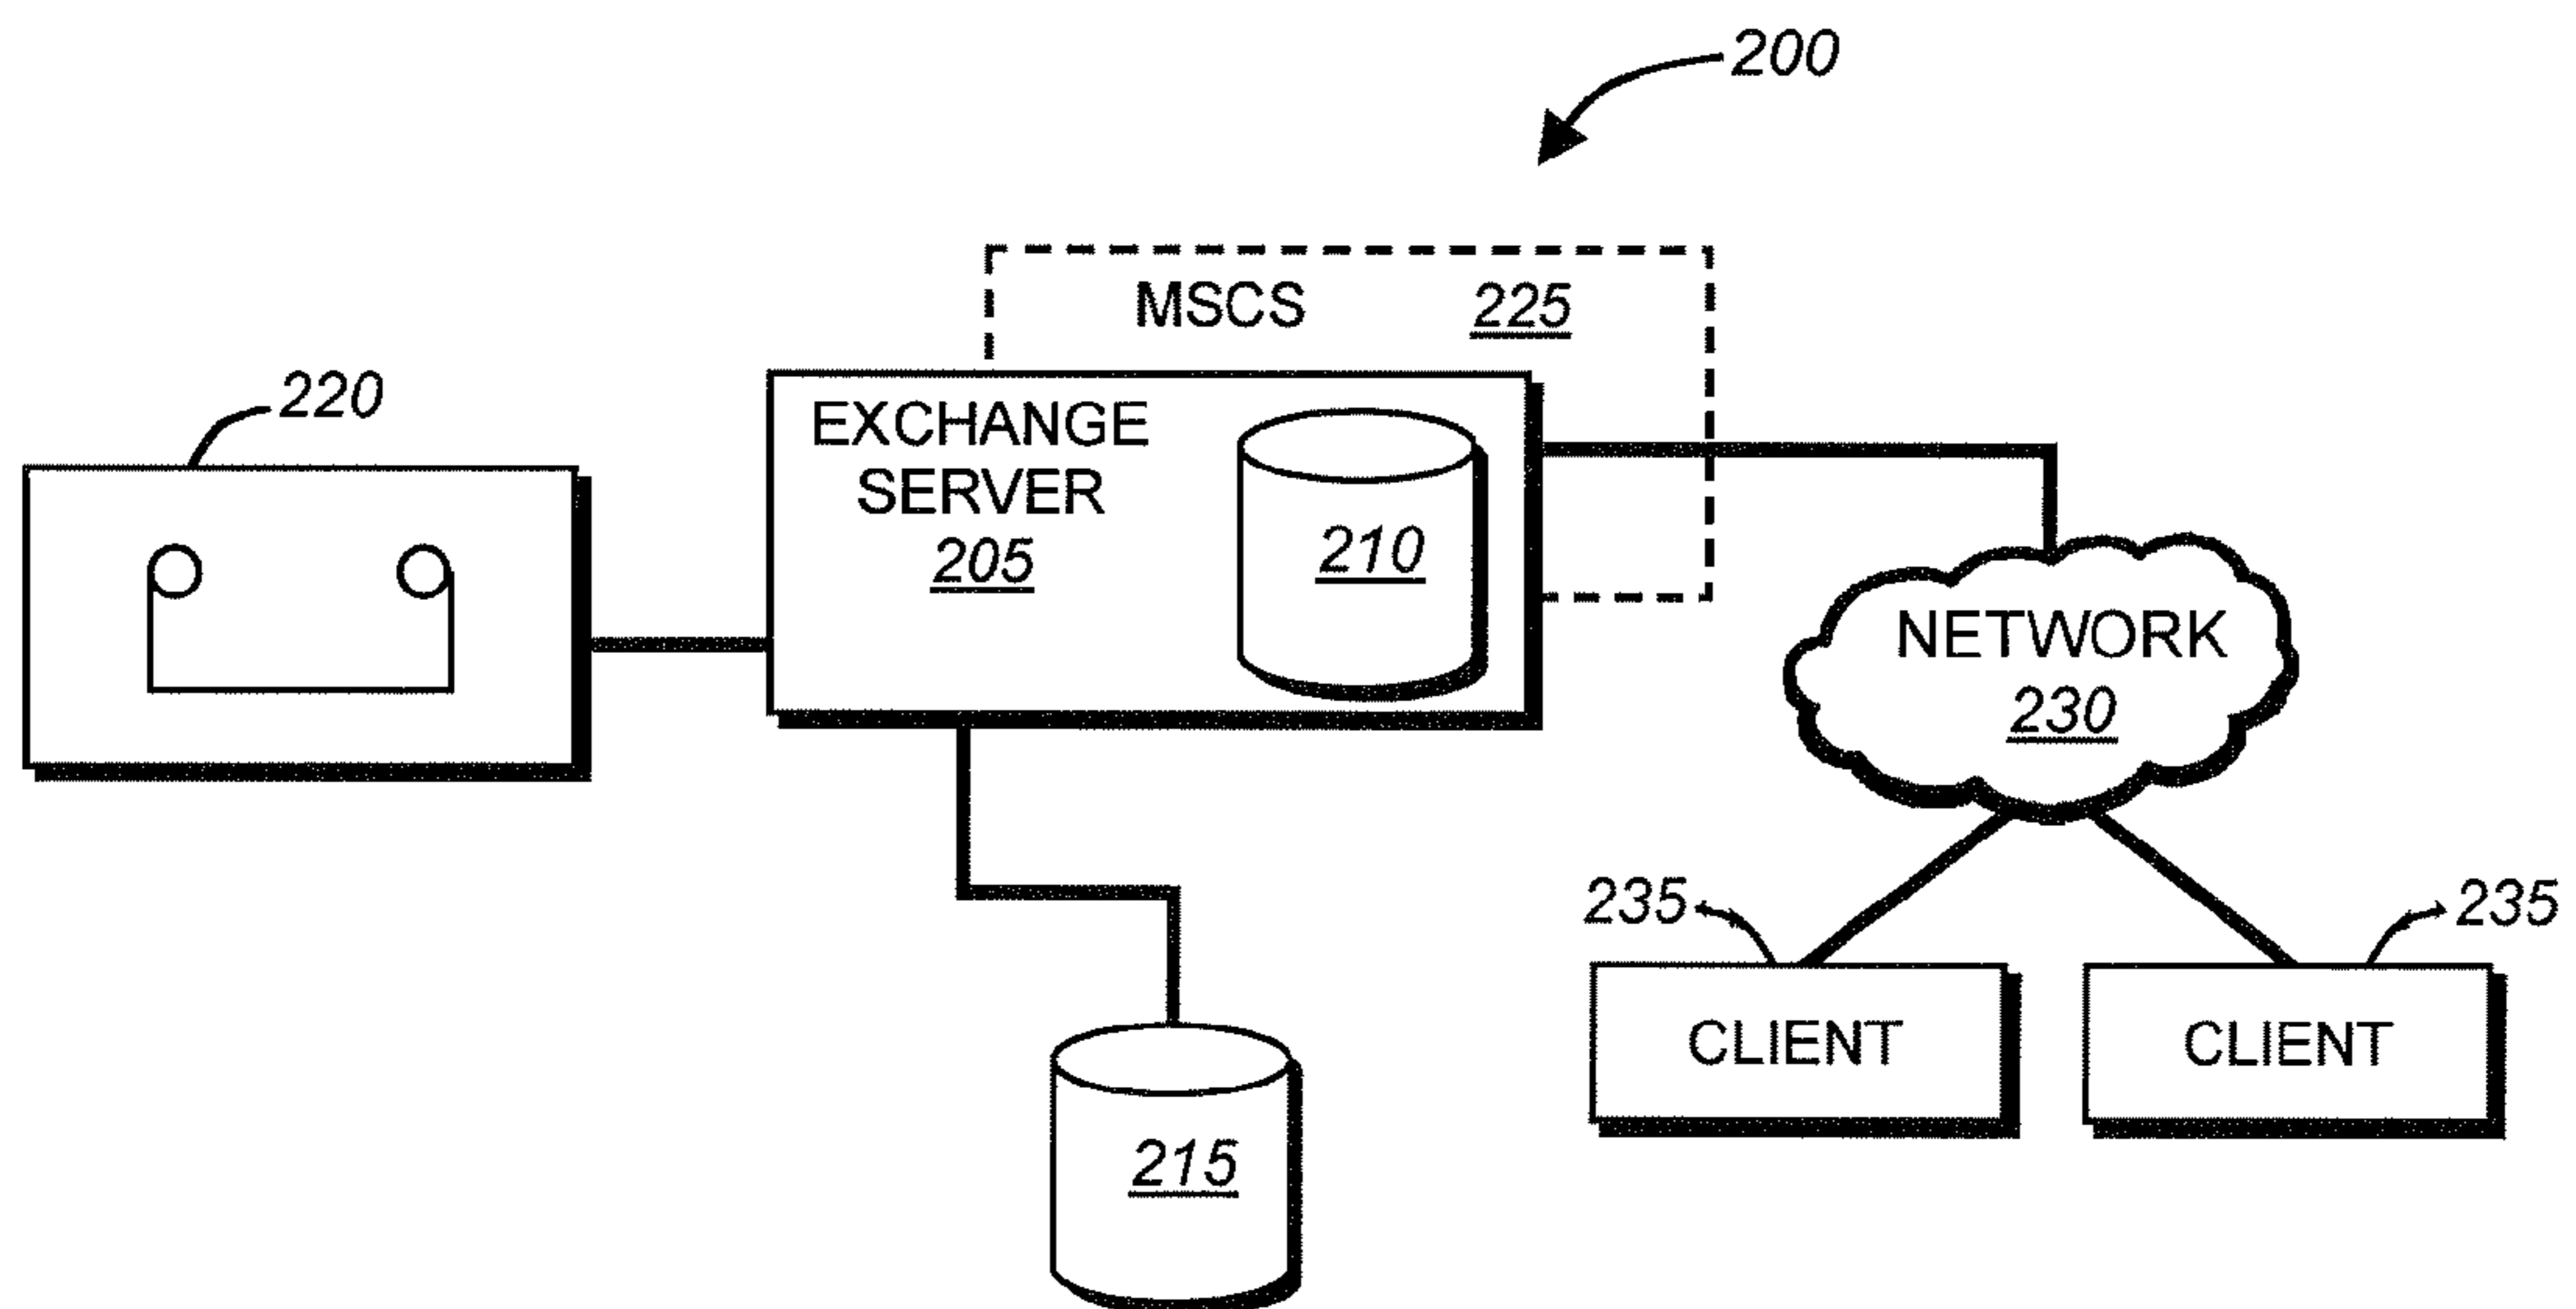 200
MSCS 225
220
EXCHANGE
SERVER
205
210
NETWORK
230
235
235
CLIENT
CLIENT
215